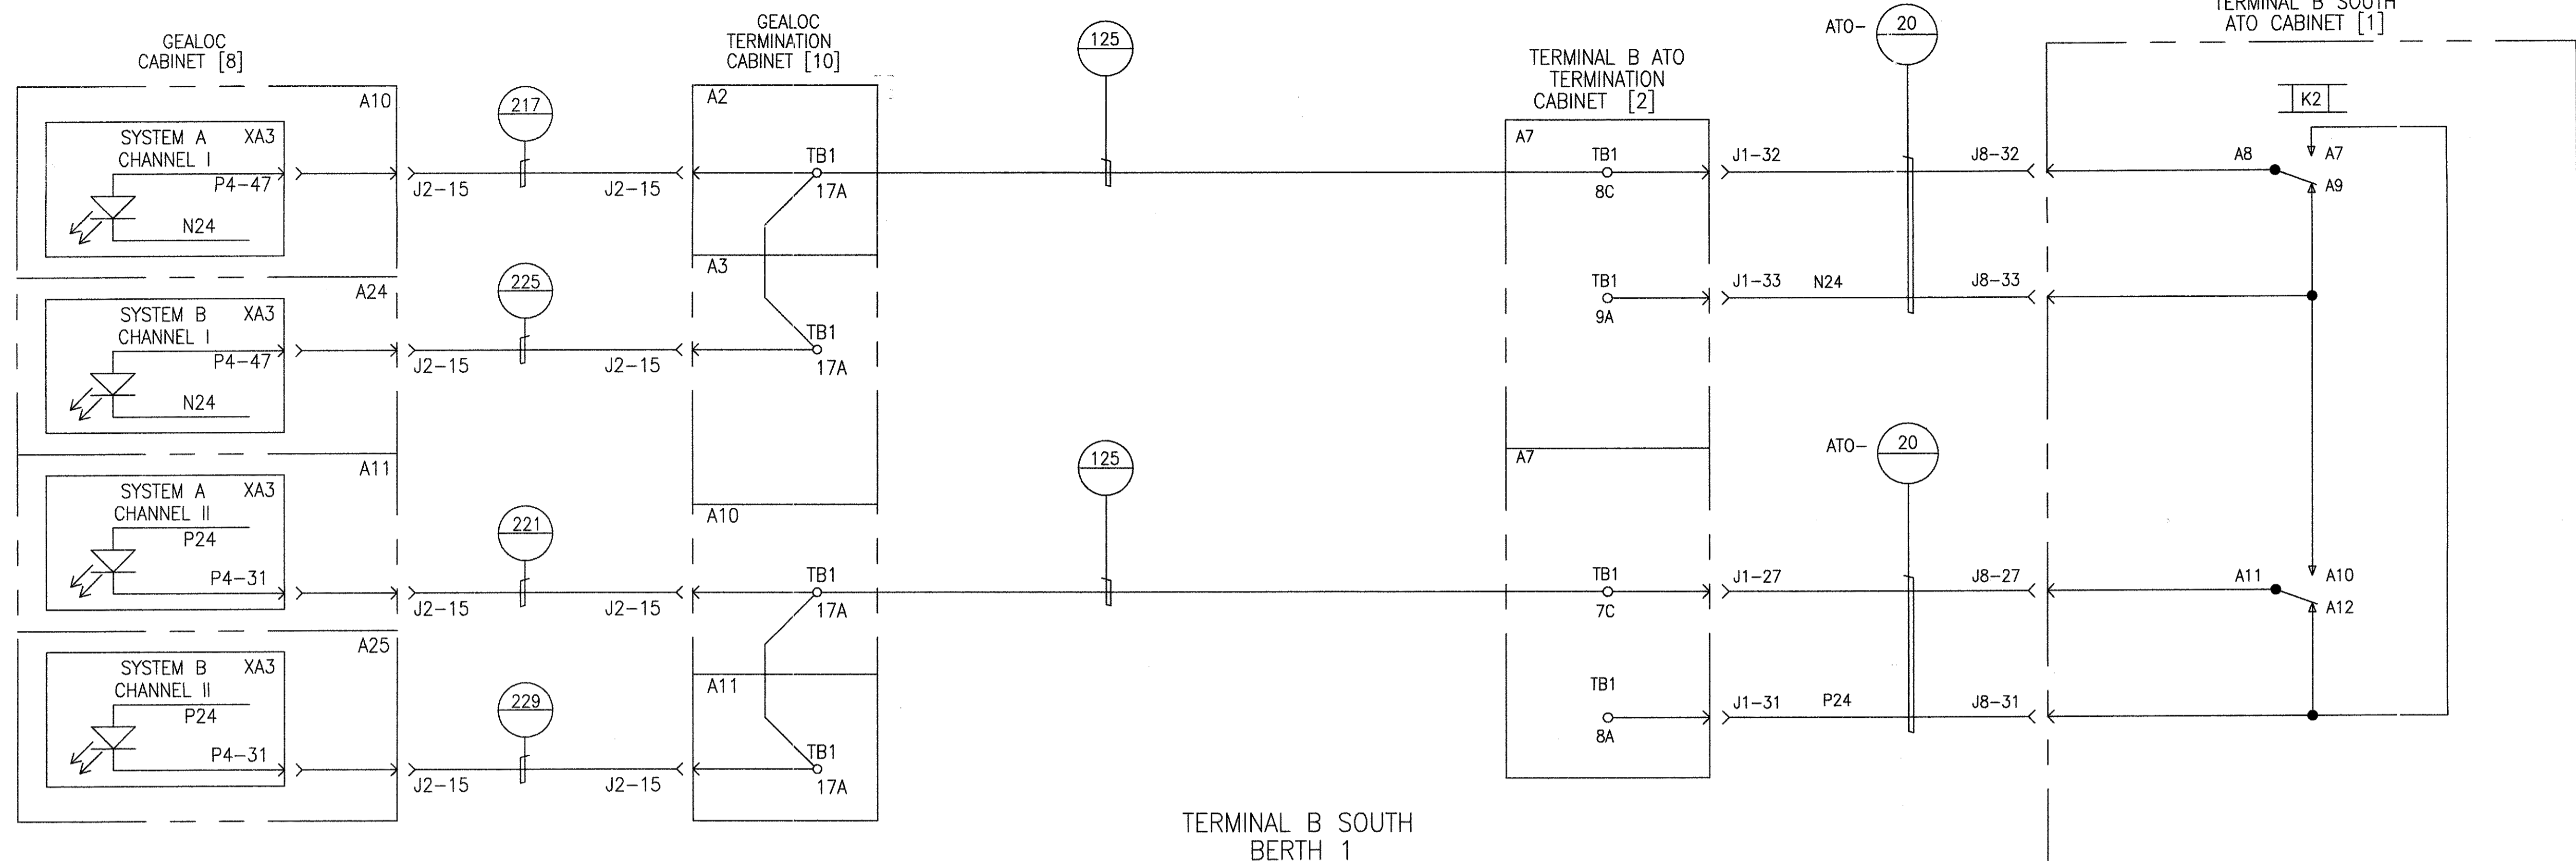 GEALOC
CABINET [8]
GEALOC
TERMINATION
CABINET [10]
125
TERMINAL B ATO
TERMINATION
CABINET [2]
ATO-
20
TERMINAL B SOUTH
ATO CABINET [1]
A10
SYSTEM A XA3
CHANNEL I
P4-47
N24
217
J2-15
J2-15
A2
TB1
17A
A7
TB1
8C
J1-32
J8-32
K2
A8
A7
A9
A24
SYSTEM B XA3
CHANNEL I
P4-47
N24
225
J2-15
J2-15
A3
TB1
17A
TB1
9A
J1-33
N24
J8-33
A11
SYSTEM A XA3
CHANNEL II
P24
P4-31
221
J2-15
J2-15
A10
TB1
17A
125
A7
TB1
7C
ATO-
20
J1-27
J8-27
A11
A10
A12
A25
SYSTEM B XA3
CHANNEL II
P24
P4-31
229
J2-15
J2-15
A11
TB1
17A
TB1
8A
J1-31
P24
J8-31
TERMINAL B SOUTH
BERTH 1